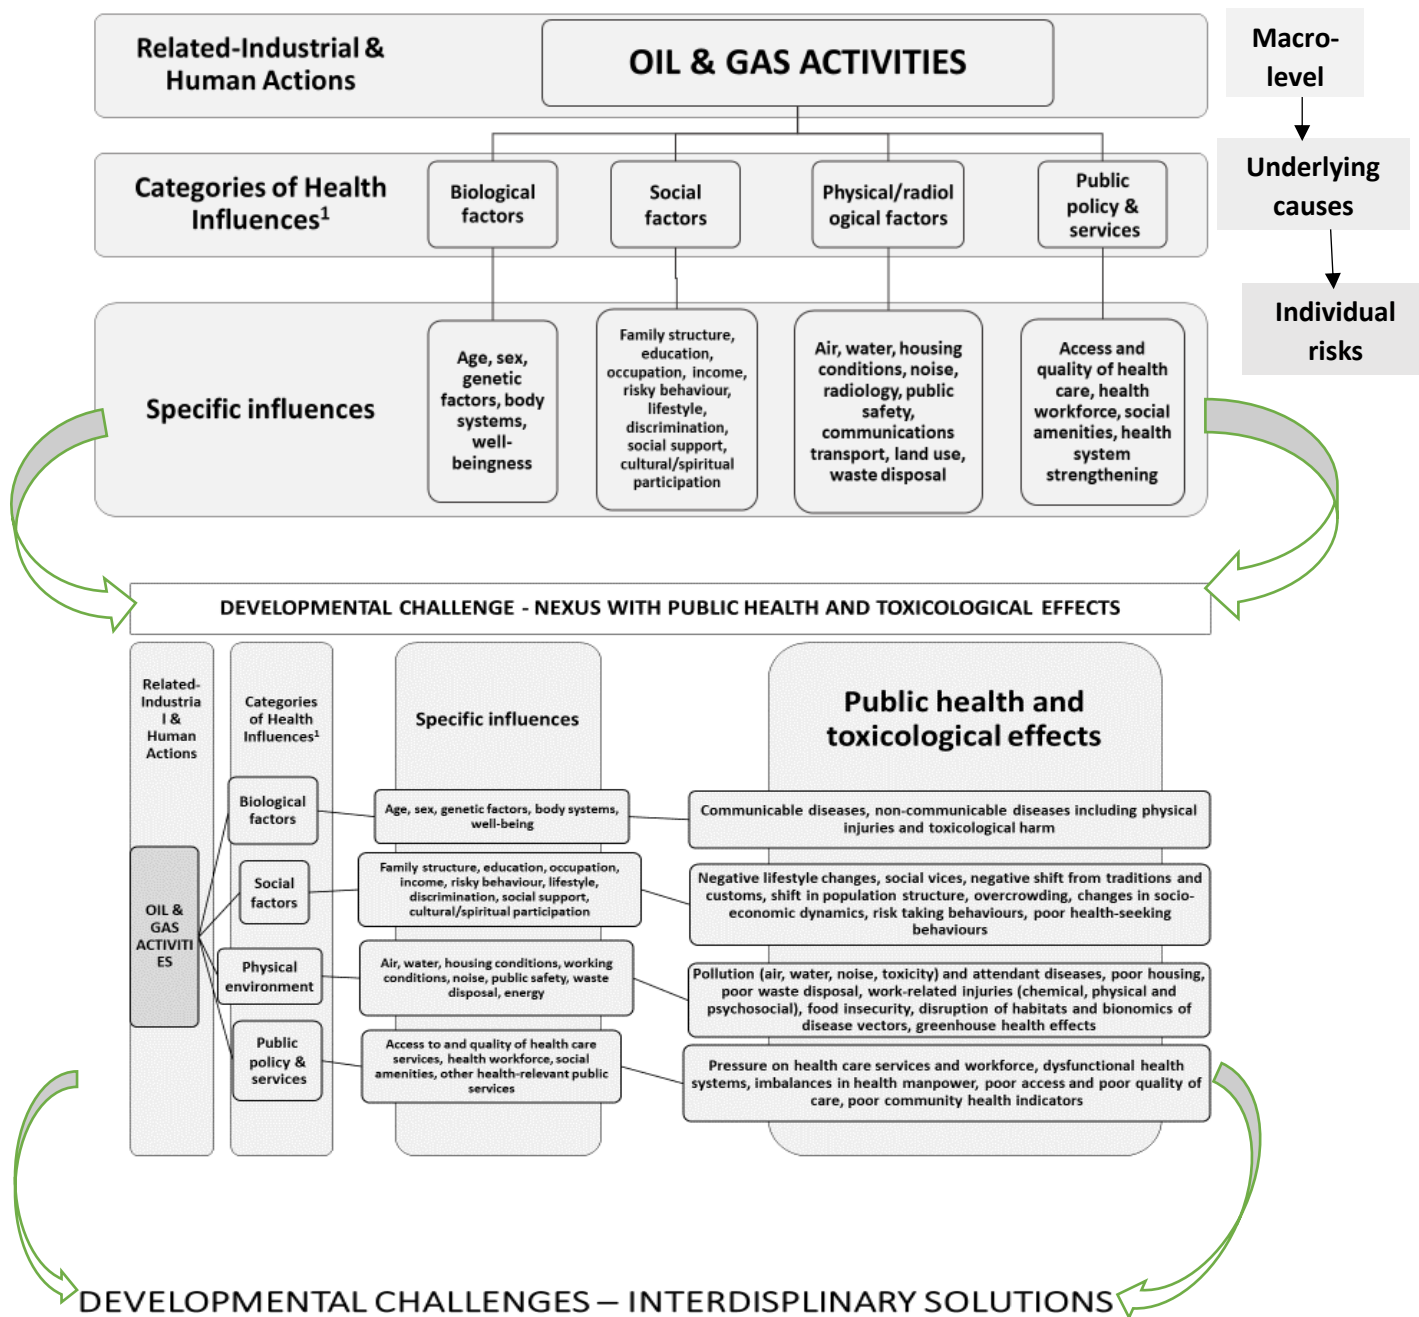 Related-Industrial &
Human Actions
OIL & GAS ACTIVITIES
Macro-
level
Categories of Health
Influences¹
Biological
factors
Social
factors
Physical/radiol
ogical factors
Public
policy &
services
Underlying
causes
Individual
risks
Specific influences
Age, sex,
genetic
factors, body
systems,
well-
beingness
Family structure,
education,
occupation, income,
risky behaviour,
lifestyle,
discrimination,
social support,
cultural/spiritual
participation
Air, water, housing
conditions, noise,
radiology, public
safety,
communications
transport, land use,
waste disposal
Access and
quality of health
care, health
workforce, social
amenities, health
system
strengthening
DEVELOPMENTAL CHALLENGE - NEXUS WITH PUBLIC HEALTH AND TOXICOLOGICAL EFFECTS
Related-
Industria
l &
Human
Actions
Categories
of Health
Influences¹
Specific influences
Public health and
toxicological effects
OIL &
GAS
ACTIVITI
ES
Biological
factors
Age, sex, genetic factors, body systems,
well-being
Communicable diseases, non-communicable diseases including physical
injuries and toxicological harm
Social
factors
Family structure, education, occupation,
income, risky behaviour, lifestyle,
discrimination, social support,
cultural/spiritual participation
Negative lifestyle changes, social vices, negative shift from traditions and
customs, shift in population structure, overcrowding, changes in socio-
economic dynamics, risk taking behaviours, poor health-seeking
behaviours
Physical
environment
Air, water, housing conditions, working
conditions, noise, public safety, waste
disposal, energy
Pollution (air, water, noise, toxicity) and attendant diseases, poor housing,
poor waste disposal, work-related injuries (chemical, physical and
psychosocial), food insecurity, disruption of habitats and bionomics of
disease vectors, greenhouse health effects
Public
policy &
services
Access to and quality of health care
services, health workforce, social
amenities, other health-relevant public
services
Pressure on health care services and workforce, dysfunctional health
systems, imbalances in health manpower, poor access and poor quality of
care, poor community health indicators
DEVELOPMENTAL CHALLENGES – INTERDISPLINARY SOLUTIONS